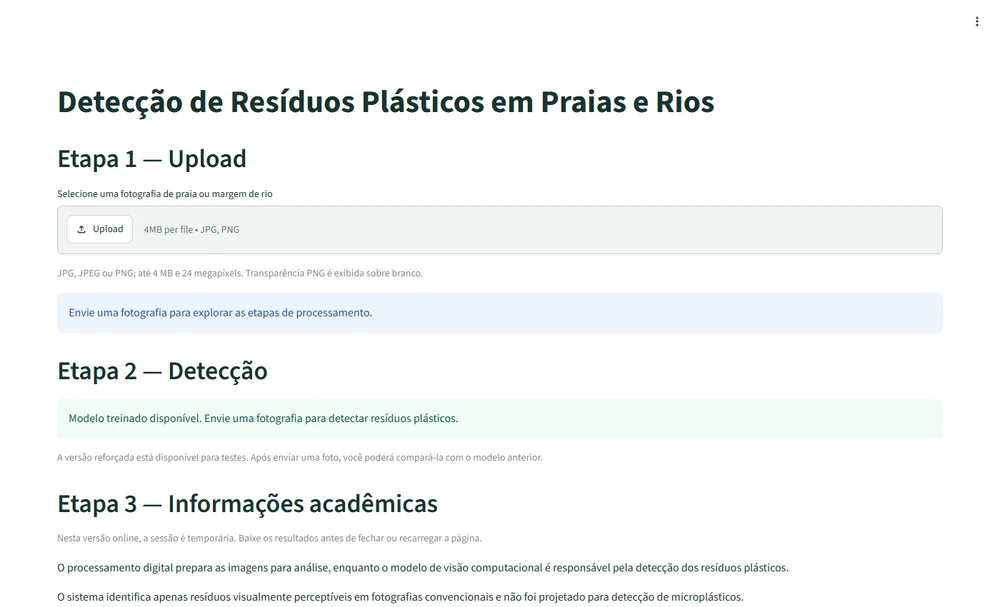 Detecção de Resíduos Plásticos em Praias e Rios
Etapa 1 — Upload
Selecione uma fotografia de praia ou margem de rio
Upload 4MB per file • JPG, PNG
JPG, JPEG ou PNG; até 4 MB e 24 megapixels. Transparência PNG é exibida sobre branco.
Envie uma fotografia para explorar as etapas de processamento.
Etapa 2 — Detecção
Modelo treinado disponível. Envie uma fotografia para detectar resíduos plásticos.
A versão reforçada está disponível para testes. Após enviar uma foto, você poderá compará-la com o modelo anterior.
Etapa 3 — Informações acadêmicas
Nesta versão online, a sessão é temporária. Baixe os resultados antes de fechar ou recarregar a página.
O processamento digital prepara as imagens para análise, enquanto o modelo de visão computacional é responsável pela detecção dos resíduos plásticos.
O sistema identifica apenas resíduos visualmente perceptíveis em fotografias convencionais e não foi projetado para detecção de microplásticos.